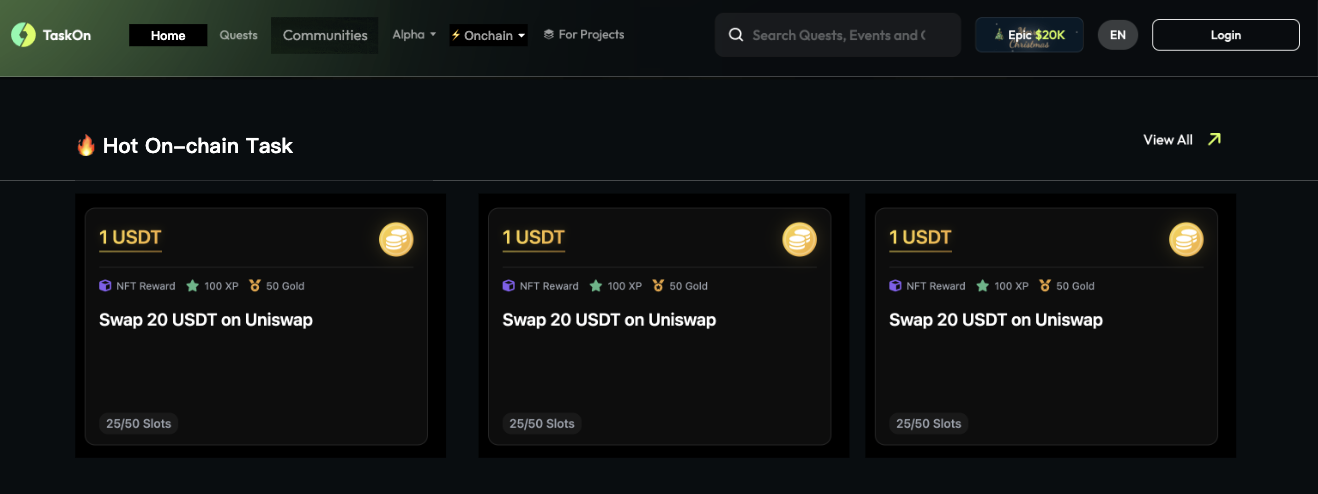 TaskOn
Home
Quests
Communities
Alpha
Onchain
For Projects
Search Quests, Events and C
Epic $20K
Christmas
EN
Login
Hot On-chain Task
View All
1 USDT
NFT Reward 100 XP 50 Gold
Swap 20 USDT on Uniswap
25/50 Slots
1 USDT
NFT Reward 100 XP 50 Gold
Swap 20 USDT on Uniswap
25/50 Slots
1 USDT
NFT Reward 100 XP 50 Gold
Swap 20 USDT on Uniswap
25/50 Slots